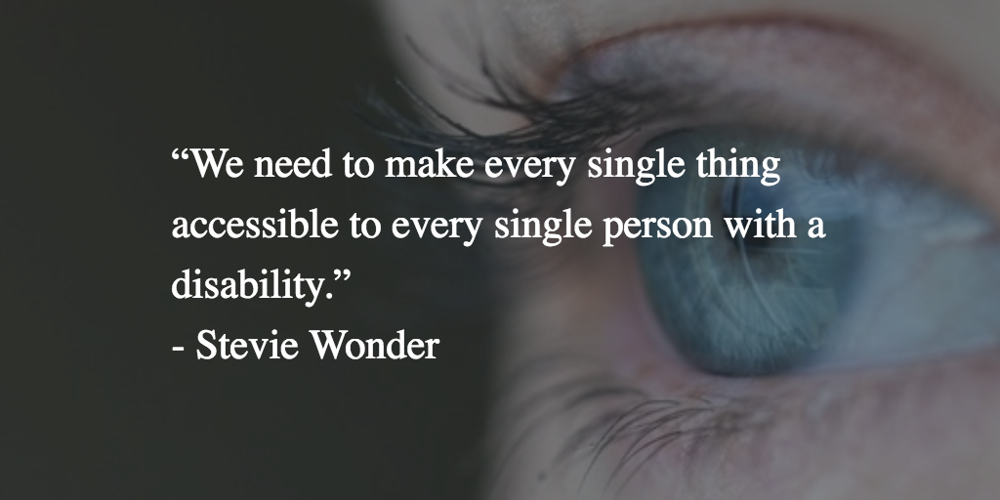 “We need to make every single thing
accessible to every single person with a
disability.”
- Stevie Wonder